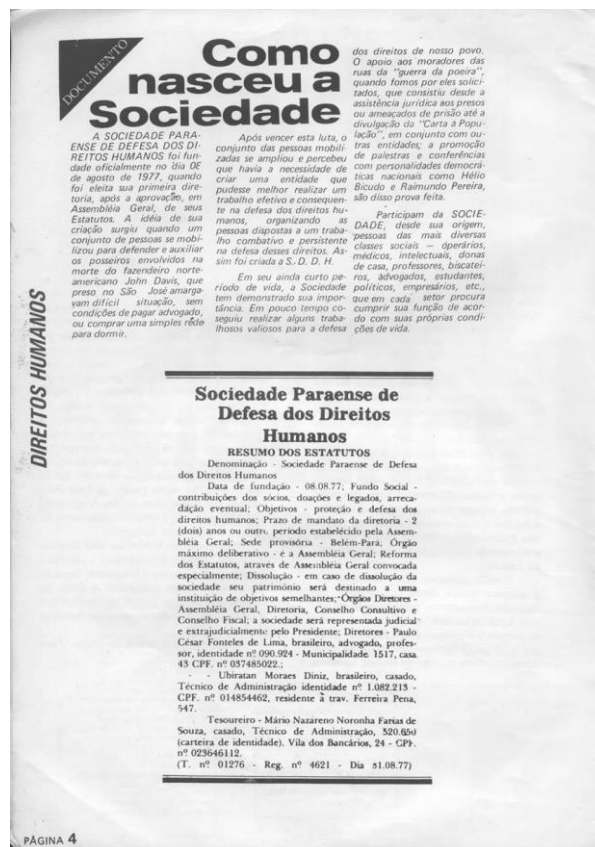 DOCUMENTO
Como
nasceu a
Sociedade
A SOCIEDADE PARA-
ENSE DE DEFESA DOS DI-
REITOS HUMANOS foi fun-
dade oficialmente no dia 0E
de agosto de 1977, quando
foi eleita sua primeira dire-
toria, após a aprovação, em
Assembléia Geral, de seus
Estatutos. A idéia de sua
criação surgiu quando um
conjunto de pessoas se mobi-
lizou para defender e auxiliar
os posseiros envolvidos na
morte do fazendeiro norte-
americano John Davis, que
preso no São José amarga-
vam difícil situação, sem
condições de pagar advogado,
ou comprar uma simples rêde
para dormir.
Após vencer esta luta, o
conjunto das pessoas mobili-
zadas se ampliou e percebeu
que havia a necessidade de
criar uma entidade que
pudesse melhor realizar um
trabalho efetivo e consequen-
te na defesa dos direitos hu-
manos, organizando as
pessoas dispostas a um traba-
lho combativo e persistente
na defesa desses direitos. As-
sim foi criada a S. D. D. H.
Em seu ainda curto pe-
ríodo de vida, a Sociedade
tem demonstrado sua impor-
tância. Em pouco tempo co-
seguiu realizar alguns traba-
lhosos valiosos para a defesa
dos direitos de nosso povo.
O apoio aos moradores das
ruas da "guerra da poeira",
quando fomos por eles solici-
tados, que consistiu desde a
assistência jurídica aos presos
ou ameaçados de prisão até a
divulgação da "Carta à Popu-
lação", em conjunto com ou-
tras entidades; a promoção
de palestras e conferências
com personalidades democrá-
ticas nacionais como Hélio
Bicudo e Raimundo Pereira,
são disso prova feita.
Participam da SOCIE-
DADE, desde sua origem,
pessoas das mais diversas
classes sociais — operários,
médicos, intelectuais, donas
de casa, professores, biscatei-
ros, advogados, estudantes,
políticos, empresários, etc.,
que em cada setor procura
cumprir sua função de acor-
do com suas próprias condi-
ções de vida.
DIREITOS HUMANOS
Sociedade Paraense de
Defesa dos Direitos
Humanos
RESUMO DOS ESTATUTOS
Denominação - Sociedade Paraense de Defesa
dos Direitos Humanos
Data de fundação - 08.08.77; Fundo Social -
contribuições dos sócios, doações e legados, arreca-
dáção eventual; Objetivos - proteção e defesa dos
direitos humanos; Prazo de mandato da diretoria - 2
(dois) anos ou outro período estabelécido pela Assem-
bléia Geral; Sede provisória - Belém-Pará; Órgão
máximo deliberativo - é a Assembléia Geral; Reforma
dos Estatutos, através de Assembléia Geral convocada
especialmente; Dissolução - em caso de dissolução da
sociedade seu patrimônio será destinado a uma
instituição de objetivos semelhantes; Órgãos Diretores -
Assembléia Geral, Diretoria, Conselho Consultivo e
Conselho Fiscal; a sociedade será representada judicial
e extrajudicialmente pelo Presidente; Diretores - Paulo
César Fonteles de Lima, brasileiro, advogado, profes-
sor, identidade nº 090.924 - Municipalidade 1517, casa
43 CPF. nº 037485022.;
- - Ubiratan Moraes Diniz, brasileiro, casado,
Técnico de Administração identidade nº 1.082.213 -
CPF. nº 014854462, residente à trav. Ferreira Pena,
547.
Tesoureiro - Mário Nazareno Noronha Farias de
Souza, casado, Técnico de Administração, 520.650
(carteira de identidade). Vila dos Bancários, 24 - CPF.
nº 023646112.
(T. nº 01276 - Reg. nº 4621 - Dia 31.08.77)
PÁGINA 4